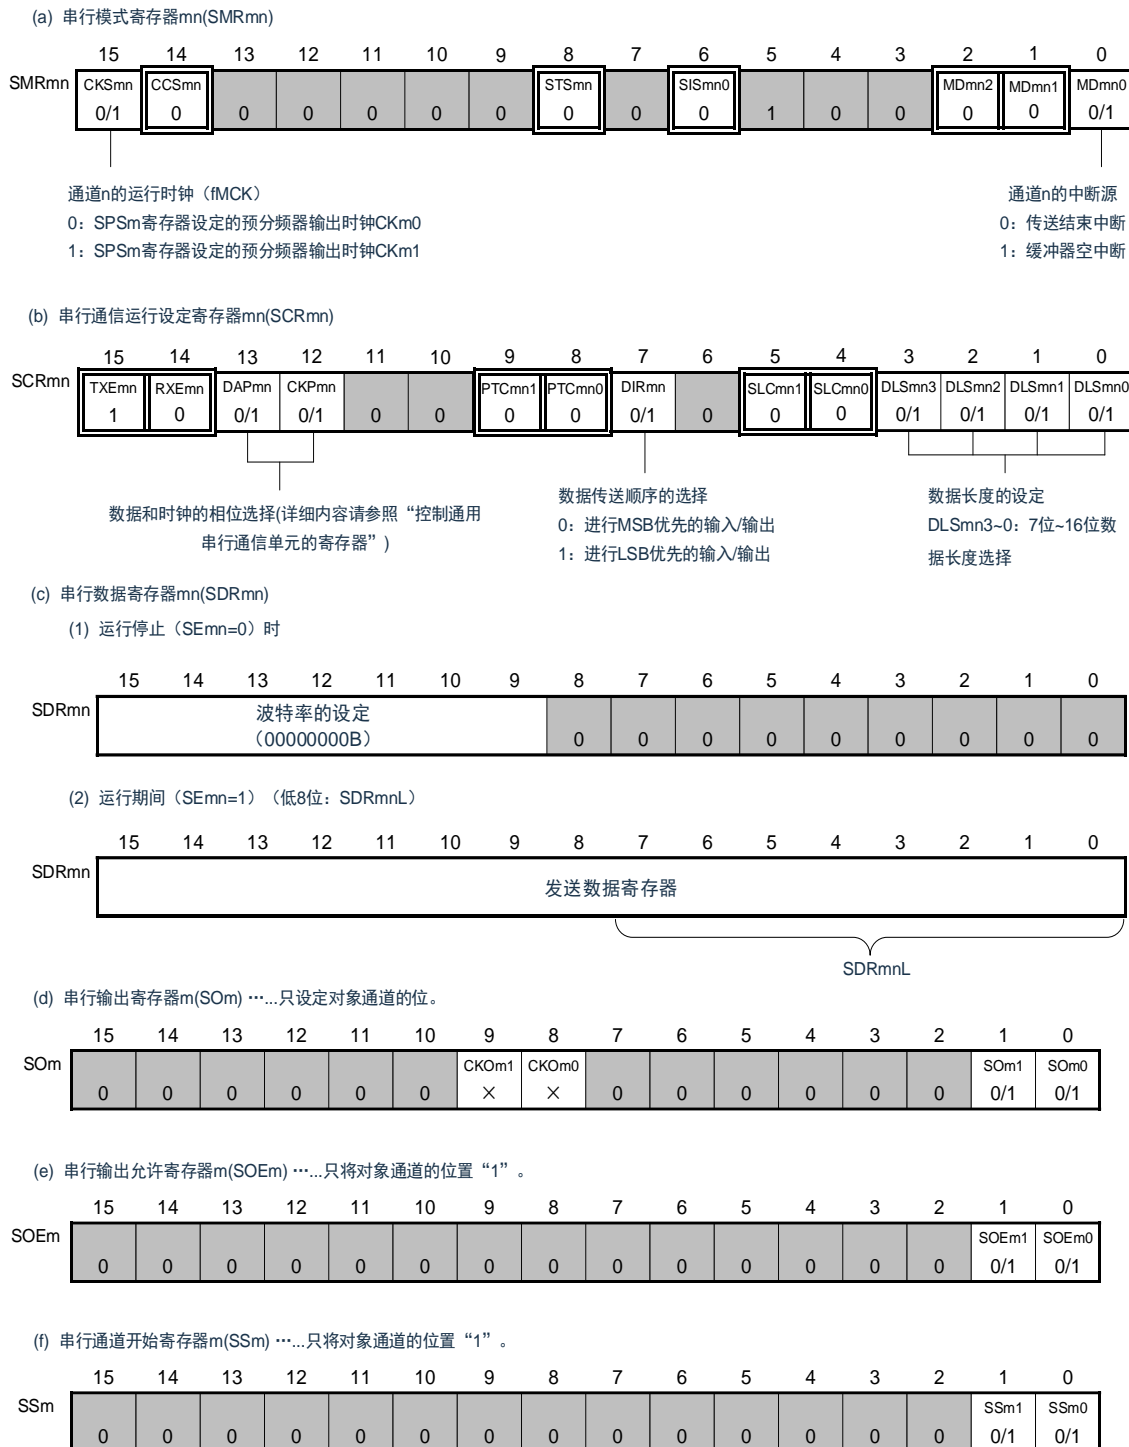 (a) 串行模式寄存器mn(SMRmn)
15 14 13 12 11 10 9 8 7 6 5 4 3 2 1 0
SMRmn CKSmn CCSmn STSmn SISmn0 MDmn2 MDmn1 MDmn0
0/1 0 0 0 0 0 0 0 0 0 1 0 0 0 0 0/1
通道n的运行时钟（fMCK） 通道n的中断源
0：SPSm寄存器设定的预分频器输出时钟CKm0 0：传送结束中断
1：SPSm寄存器设定的预分频器输出时钟CKm1 1：缓冲器空中断
(b) 串行通信运行设定寄存器mn(SCRmn)
15 14 13 12 11 10 9 8 7 6 5 4 3 2 1 0
SCRmn TXEmn RXEmn DAPmn CKPmn PTCmn1 PTCmn0 DIRmn SLCmn1 SLCmn0 DLSmn3 DLSmn2 DLSmn1 DLSmn0
1 0 0/1 0/1 0 0 0 0 0/1 0 0 0 0/1 0/1 0/1 0/1
数据和时钟的相位选择(详细内容请参照“控制通用
串行通信单元的寄存器”)
数据传送顺序的选择
0：进行MSB优先的输入/输出
1：进行LSB优先的输入/输出
数据长度的设定
DLSmn3~0：7位~16位数
据长度选择
(c) 串行数据寄存器mn(SDRmn)
(1) 运行停止（SEmn=0）时
15 14 13 12 11 10 9 8 7 6 5 4 3 2 1 0
SDRmn 波特率的设定
（00000000B） 0 0 0 0 0 0 0 0 0
(2) 运行期间（SEmn=1）（低8位：SDRmnL）
15 14 13 12 11 10 9 8 7 6 5 4 3 2 1 0
SDRmn 发送数据寄存器
SDRmnL
(d) 串行输出寄存器m(SOm) ⋯...只设定对象通道的位。
15 14 13 12 11 10 9 8 7 6 5 4 3 2 1 0
SOm CKOm1 CKOm0 SOm1 SOm0
0 0 0 0 0 0 × × 0 0 0 0 0 0 0/1 0/1
(e) 串行输出允许寄存器m(SOEm) ⋯...只将对象通道的位置“1”。
15 14 13 12 11 10 9 8 7 6 5 4 3 2 1 0
SOEm SOEm1 SOEm0
0 0 0 0 0 0 0 0 0 0 0 0 0 0 0/1 0/1
(f) 串行通道开始寄存器m(SSm) ⋯...只将对象通道的位置“1”。
15 14 13 12 11 10 9 8 7 6 5 4 3 2 1 0
SSm SSm1 SSm0
0 0 0 0 0 0 0 0 0 0 0 0 0 0 0/1 0/1